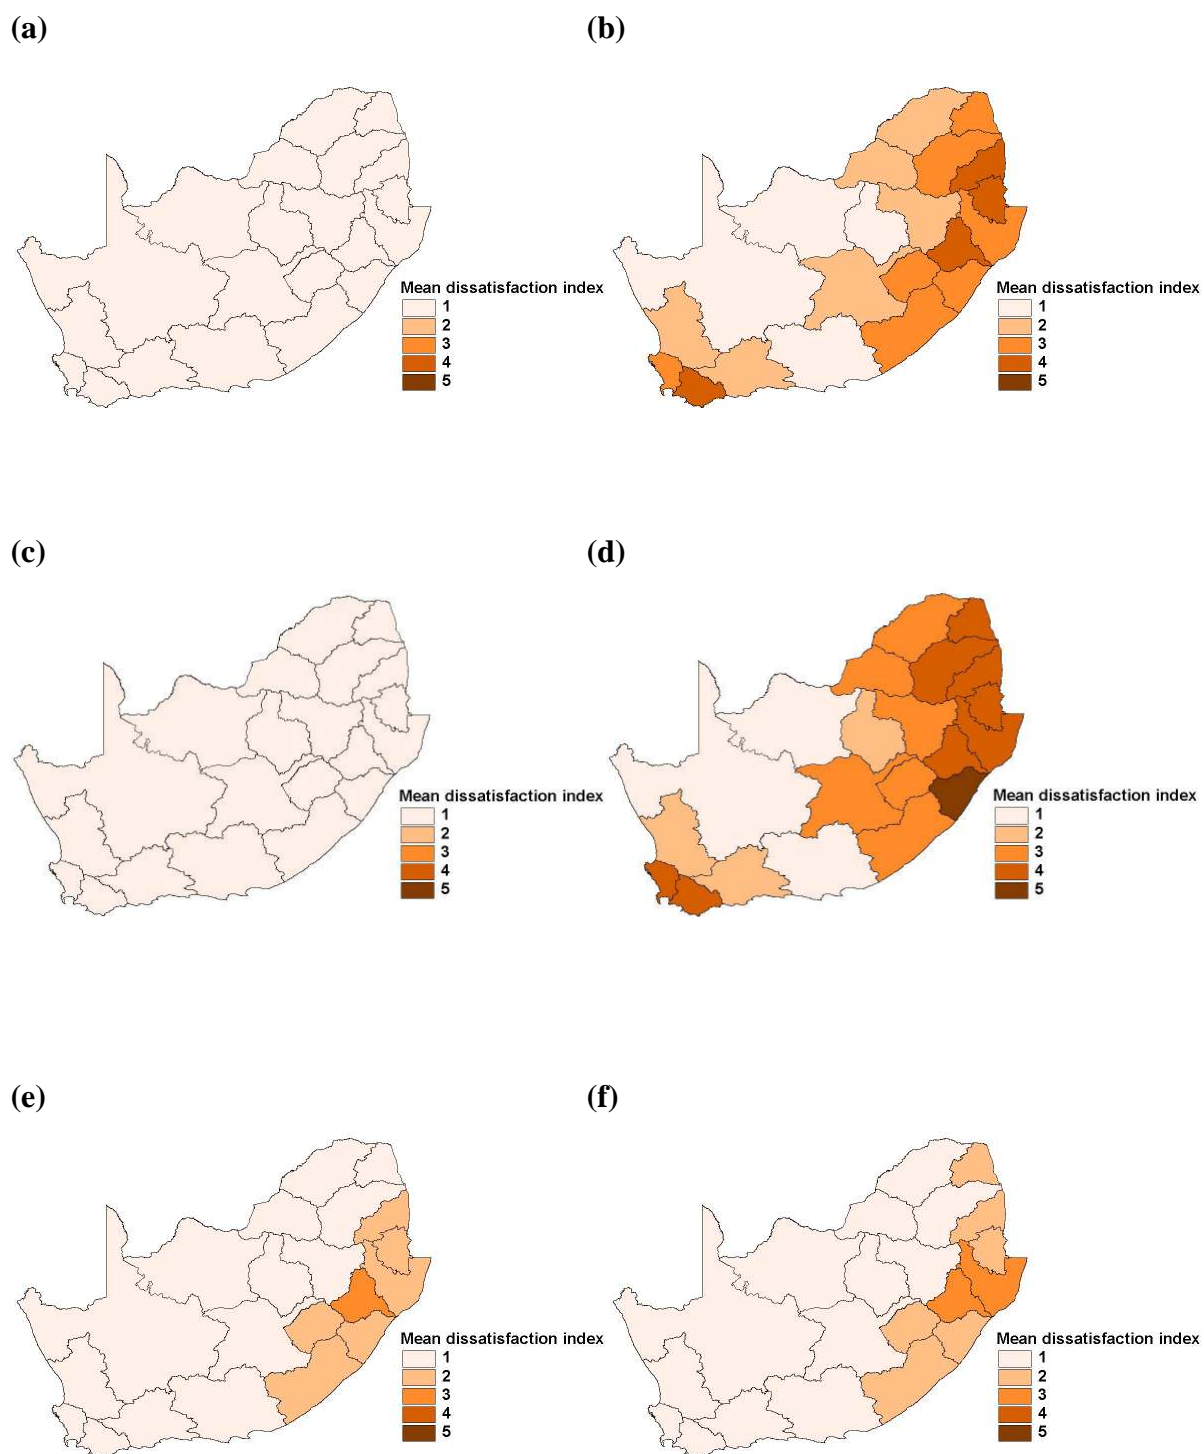 (a)
(b)
Mean dissatisfaction index
1
2
3
4
5
Mean dissatisfaction index
1
2
3
4
5
(c)
(d)
Mean dissatisfaction index
1
2
3
4
5
Mean dissatisfaction index
1
2
3
4
5
(e)
(f)
Mean dissatisfaction index
1
2
3
4
5
Mean dissatisfaction index
1
2
3
4
5